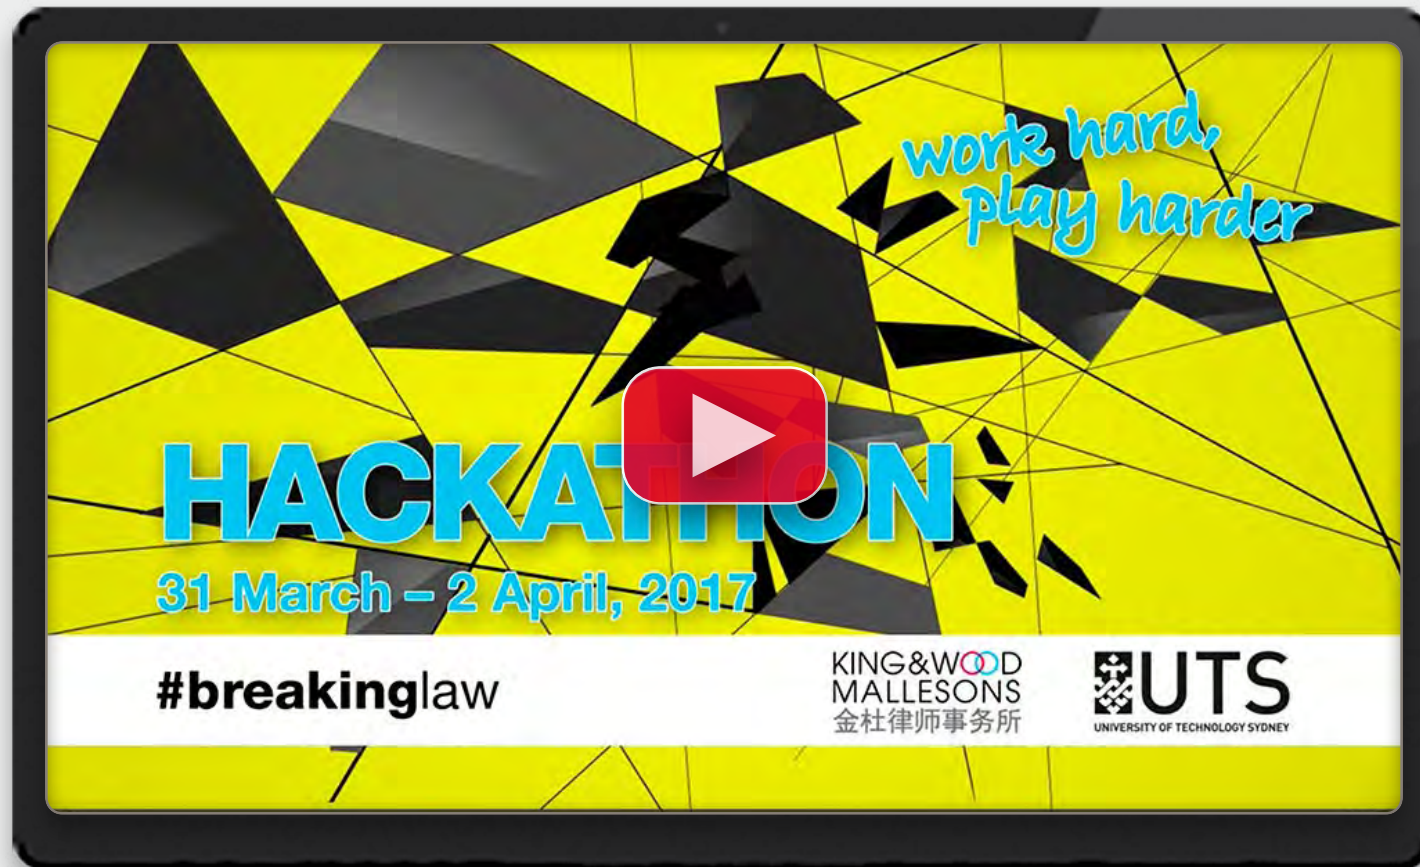 work hard,
play harder
HACKATHON
31 March – 2 April, 2017
#breakinglaw
KING&WOOD
MALLESONS
金杜律师事务所
UTS
UNIVERSITY OF TECHNOLOGY SYDNEY